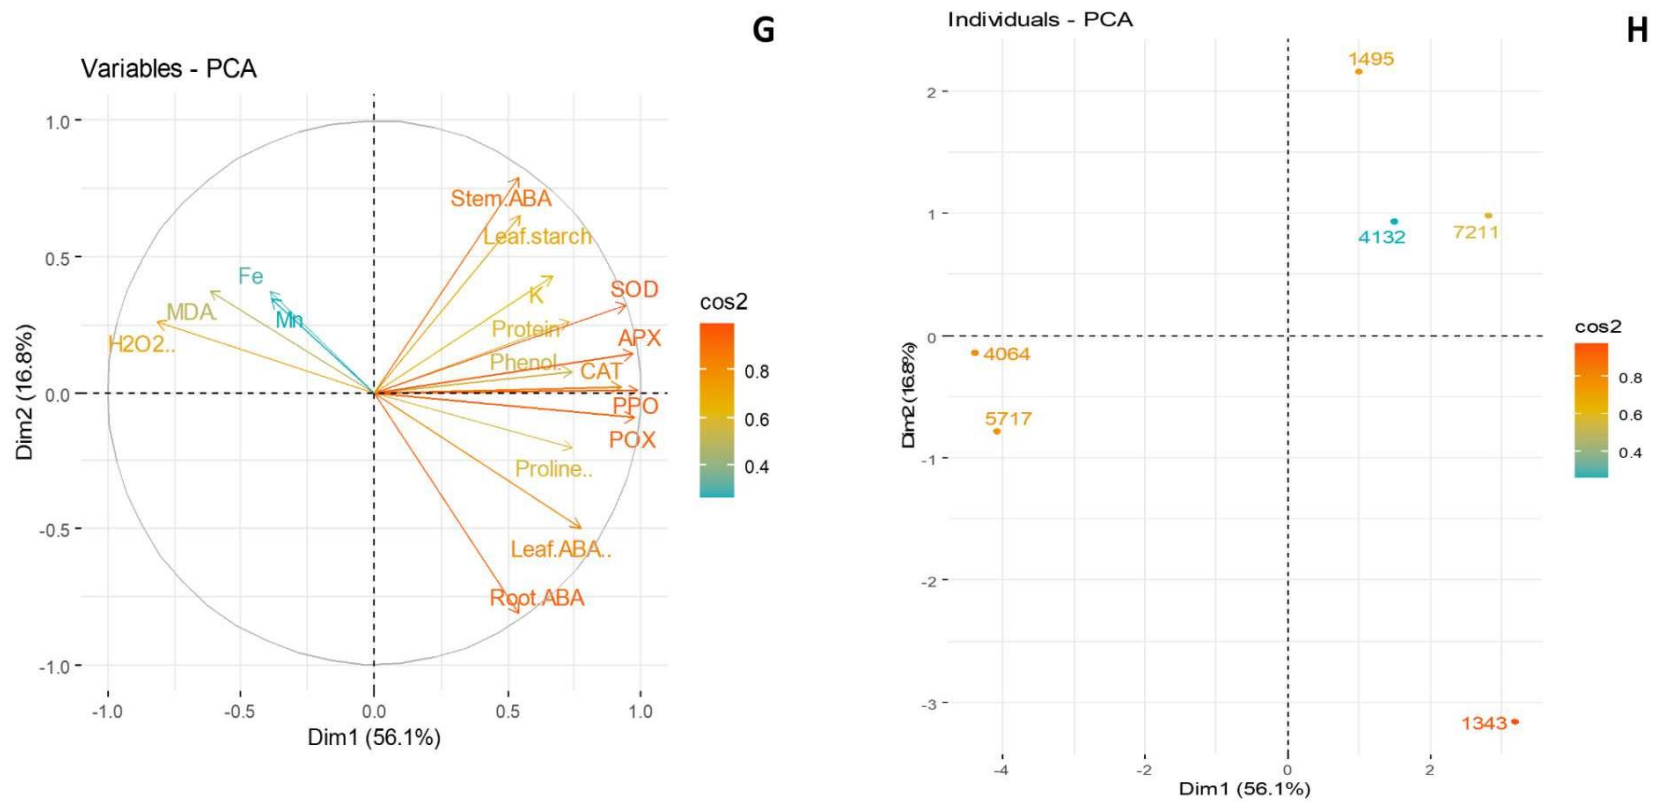 G
Variables - PCA
1.0
0.5
0.0
-0.5
-1.0
Dim2 (16.8%)
Stem.ABA
Leaf.starch
Fe
MDA.
Mn
H2O2..
K
SOD
Protein
APX
Phenol.
CAT
PPO
POX
Proline..
Leaf.ABA..
Root.ABA
-1.0 -0.5 0.0 0.5 1.0
Dim1 (56.1%)
cos2
0.8
0.6
0.4
H
Individuals - PCA
2
1
0
-1
-2
-3
Dim2 (16.8%)
1495
4132
7211
4064
5717
1343
-4 -2 0 2
Dim1 (56.1%)
cos2
0.8
0.6
0.4